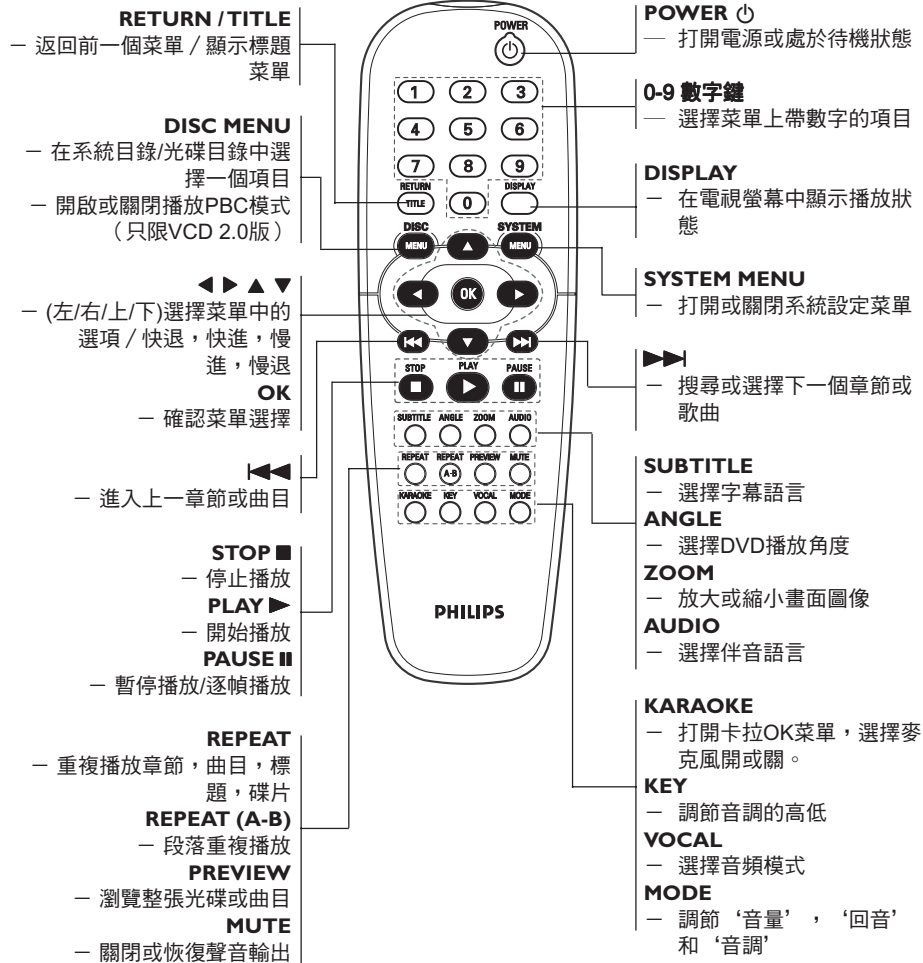 RETURN / TITLE
– 返回前一個菜單 / 顯示標題
菜單
DISC MENU
– 在系統目錄/光碟目錄中選
擇一個項目
– 開啟或關閉播放PBC模式
（只限VCD 2.0版）
◀ ▶ ▲ ▼
– (左/右/上/下)選擇菜單中的
選項 / 快退，快進，慢
進，慢退
OK
– 確認菜單選擇
– 進入上一章節或曲目
STOP ■
– 停止播放
PLAY ▶
– 開始播放
PAUSE II
– 暫停播放/逐幀播放
REPEAT
– 重複播放章節，曲目，標
題，碟片
REPEAT (A-B)
– 段落重複播放
PREVIEW
– 瀏覽整張光碟或曲目
MUTE
– 關閉或恢復聲音輸出
POWER
1 2 3
4 5 6
7 8 9
RETURN DISPLAY
TITLE 0
DISC SYSTEM
MENU MENU
OK
STOP PLAY PAUSE
SUBTITLE ANGLE ZOOM AUDIO
REPEAT REPEAT PREVIEW MUTE
A-B
KARAOKE KEY VOCAL MODE
PHILIPS
POWER ⏻
— 打開電源或處於待機狀態
0-9 數字鍵
— 選擇菜單上帶數字的項目
DISPLAY
– 在電視螢幕中顯示播放狀
態
SYSTEM MENU
– 打開或關閉系統設定菜單
– 搜尋或選擇下一個章節或
歌曲
SUBTITLE
– 選擇字幕語言
ANGLE
– 選擇DVD播放角度
ZOOM
– 放大或縮小畫面圖像
AUDIO
– 選擇伴音語言
KARAOKE
– 打開卡拉OK菜單，選擇麥
克風開或關。
KEY
– 調節音調的高低
VOCAL
– 選擇音頻模式
MODE
– 調節‘音量’，‘回音’
和‘音調’